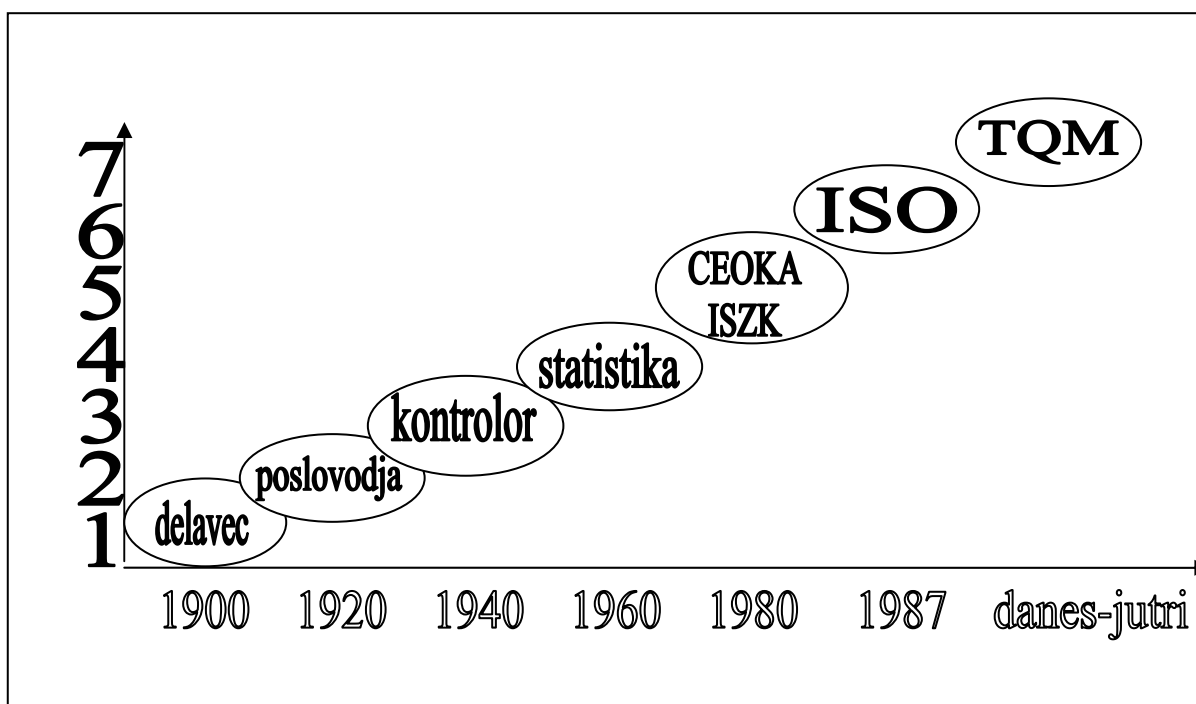 TQM
7
ISO
6
CEOKA
ISZK
5
statistika
4
kontrolor
3
poslovodja
2
delavec
1
1900 1920 1940 1960 1980 1987 danes-jutri